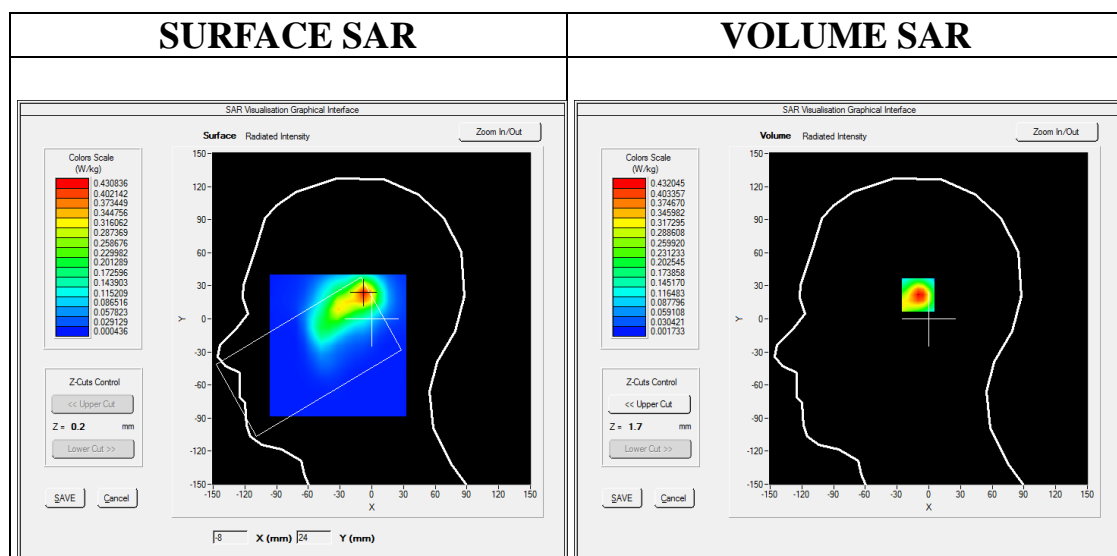 SURFACE SAR
SAR Visualisation Graphical Interface
Surface Radiated Intensity
Zoom In/Out
Colors Scale
(W/kg)
0.430836
0.402142
0.373449
0.344756
0.316062
0.287369
0.258676
0.229982
0.201289
0.172596
0.143903
0.115209
0.086516
0.057823
0.029129
0.000436
Z-Cuts Control
<< Upper Cut
Z = 0.2 mm
Lower Cut >>
SAVE Cancel
150
120
90
60
30
0
-30
-60
-90
-120
-150
Y
-150 -120 -90 -60 -30 0 30 60 90 120 150
X
-8 X (mm) 24 Y (mm)
VOLUME SAR
SAR Visualisation Graphical Interface
Volume Radiated Intensity
Zoom In/Out
Colors Scale
(W/kg)
0.432045
0.403357
0.374670
0.345982
0.317295
0.288608
0.259920
0.231233
0.202545
0.173858
0.145170
0.116483
0.087796
0.059108
0.030421
0.001733
Z-Cuts Control
<< Upper Cut
Z = 1.7 mm
Lower Cut >>
SAVE Cancel
150
120
90
60
30
0
-30
-60
-90
-120
-150
Y
-150 -120 -90 -60 -30 0 30 60 90 120 150
X